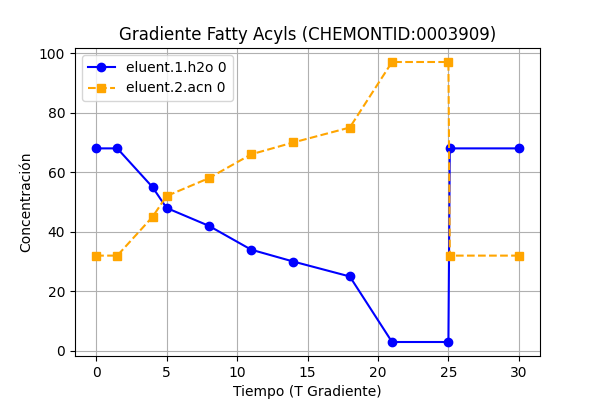 Gradiente Fatty Acyls (CHEMONTID:0003909)
eluent.1.h2o 0
eluent.2.acn 0
Concentración
100
80
60
40
20
0
0 5 10 15 20 25 30
Tiempo (T Gradiente)